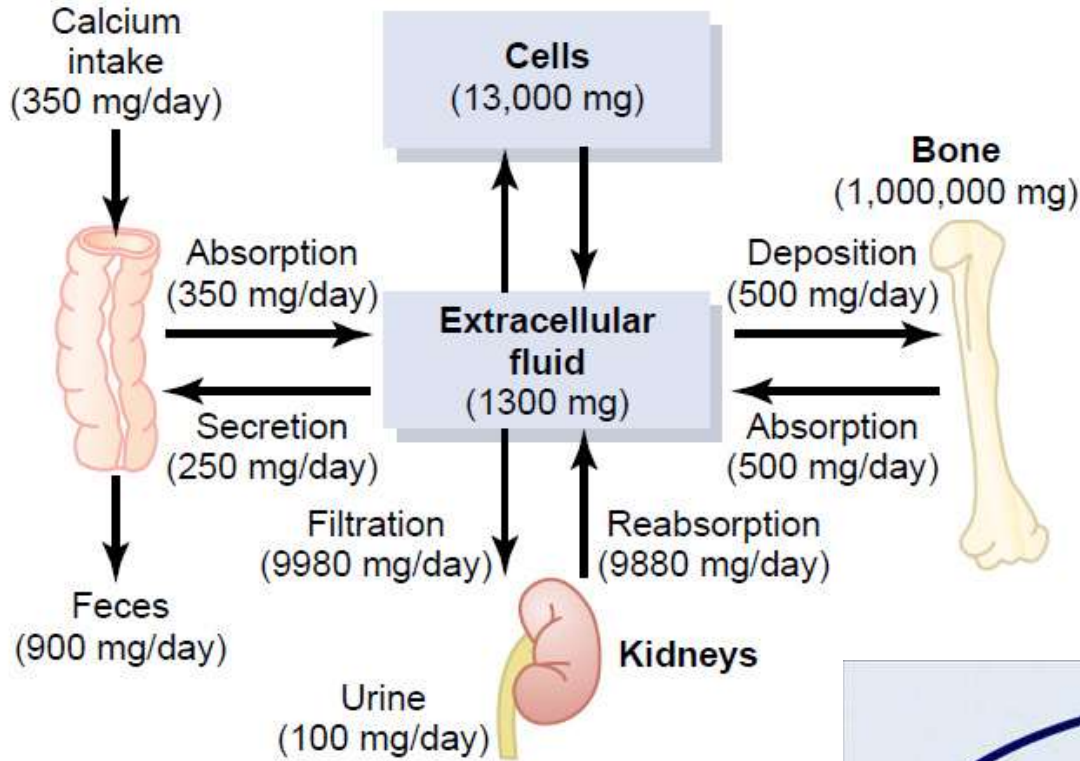 Calcium
intake
(350 mg/day)
Cells
(13,000 mg)
Bone
(1,000,000 mg)
Absorption
(350 mg/day)
Deposition
(500 mg/day)
Extracellular
fluid
(1300 mg)
Secretion
(250 mg/day)
Absorption
(500 mg/day)
Filtration
(9980 mg/day)
Reabsorption
(9880 mg/day)
Feces
(900 mg/day)
Kidneys
Urine
(100 mg/day)